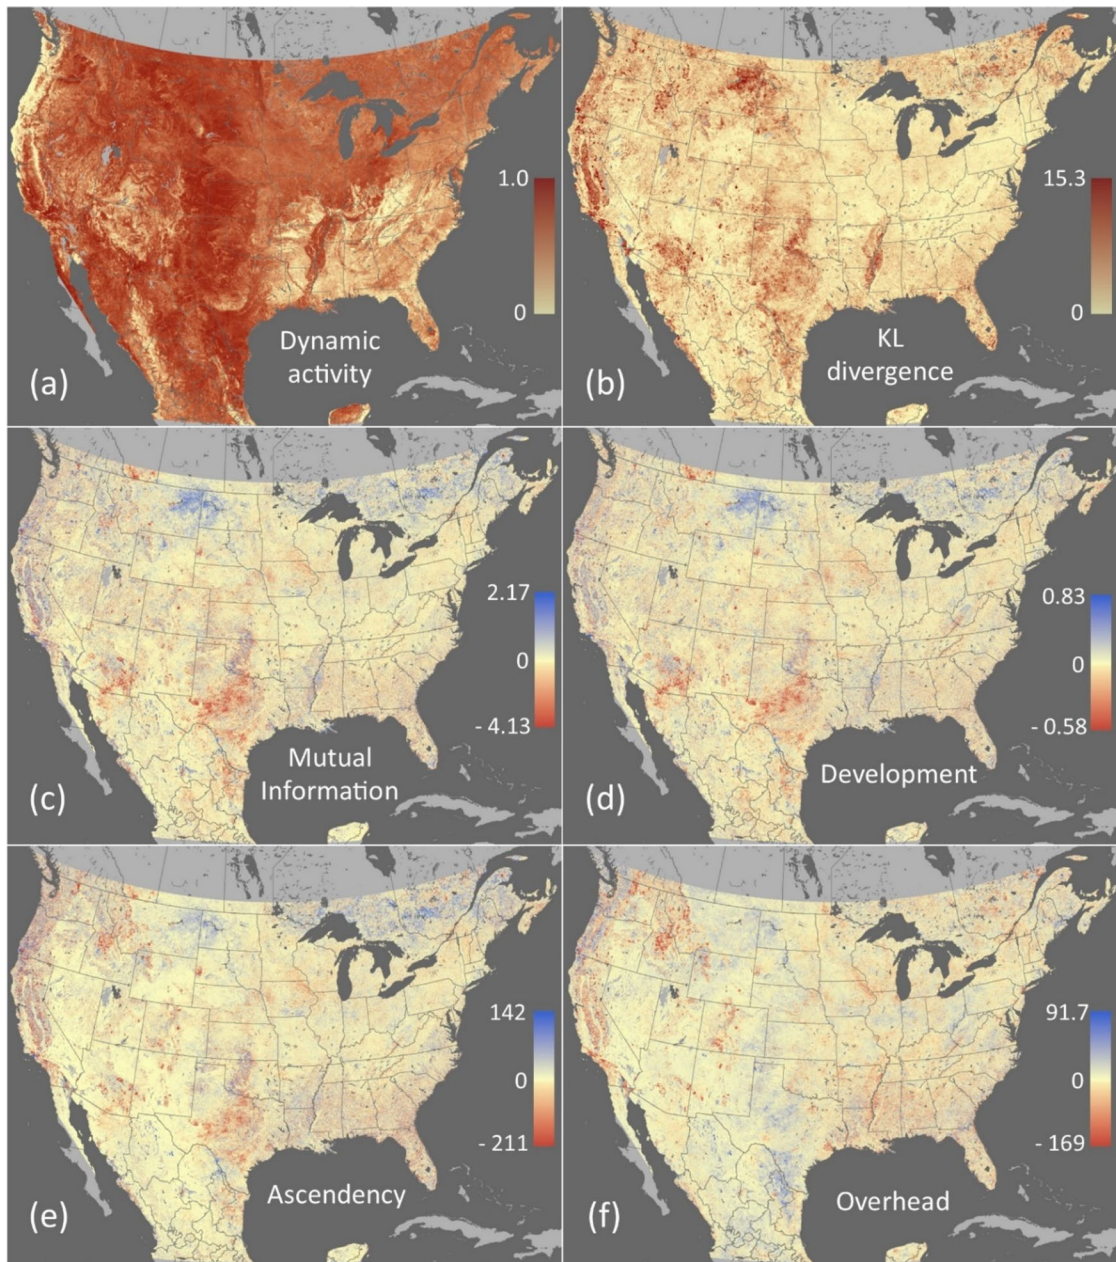 1.0
0
Dynamic
activity
(a)
15.3
0
KL
divergence
(b)
2.17
0
- 4.13
Mutual
Information
(c)
0.83
0
- 0.58
Development
(d)
142
0
- 211
Ascendency
(e)
91.7
0
- 169
Overhead
(f)